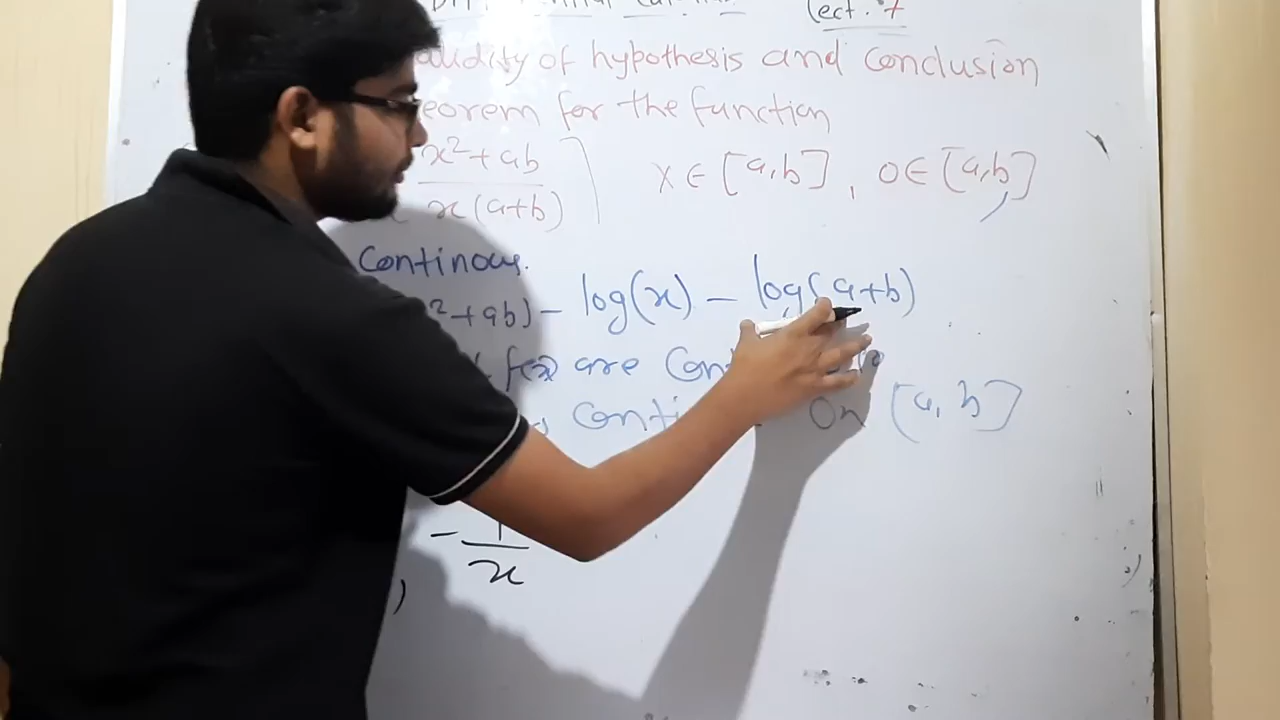 Lect. 7
validity of hypothesis and conclusion
eorem for the function
x² + ab / x(a+b) ] x ∈ [a,b] , 0 ∈ [a,b]
Continous.
² + ab) - log(x) - log(a+b)
f(x) are Con
Conti On [a, b]
- 1/x